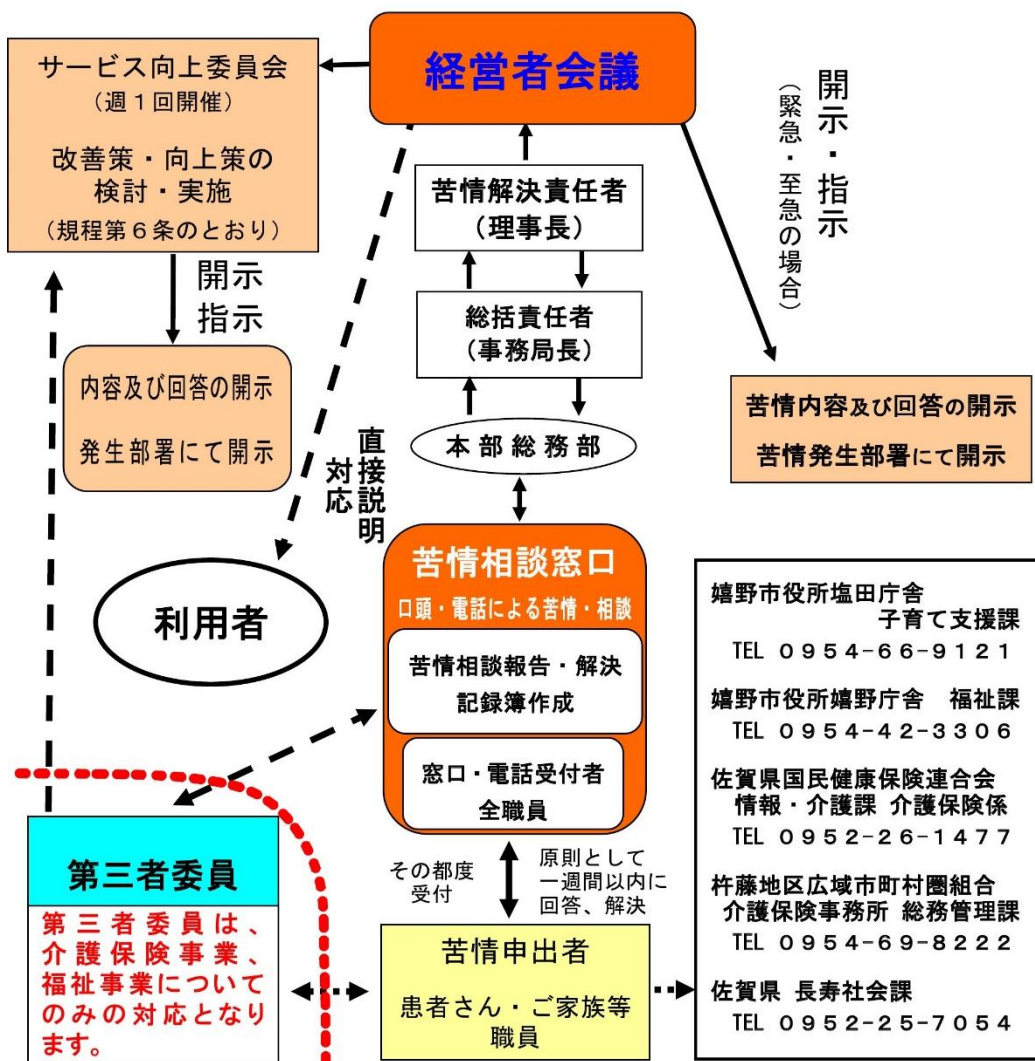 経営者会議
サービス向上委員会
（週１回開催）
改善策・向上策の
検討・実施
（規程第６条のとおり）
開示・指示
（緊急・至急の場合）
苦情解決責任者
（理事長）
開示
指示
総括責任者
（事務局長）
内容及び回答の開示
発生部署にて開示
苦情内容及び回答の開示
苦情発生部署にて開示
本部総務部
直接説明
対応
利用者
苦情相談窓口
口頭・電話による苦情・相談
苦情相談報告・解決
記録簿作成
窓口・電話受付者
全職員
嬉野市役所塩田庁舎
子育て支援課
TEL ０９５４-６６-９１２１
嬉野市役所嬉野庁舎　福祉課
TEL ０９５４-４２-３３０６
佐賀県国民健康保険連合会
情報・介護課 介護保険係
TEL ０９５２-２６-１４７７
杵藤地区広域市町村圏組合
介護保険事務所 総務管理課
TEL ０９５４-６９-８２２２
佐賀県 長寿社会課
TEL ０９５２-２５-７０５４
第三者委員
第三者委員は、
介護保険事業、
福祉事業について
のみの対応となり
ます。
その都度
受付
原則として
一週間以内に
回答、解決
苦情申出者
患者さん・ご家族等
職員